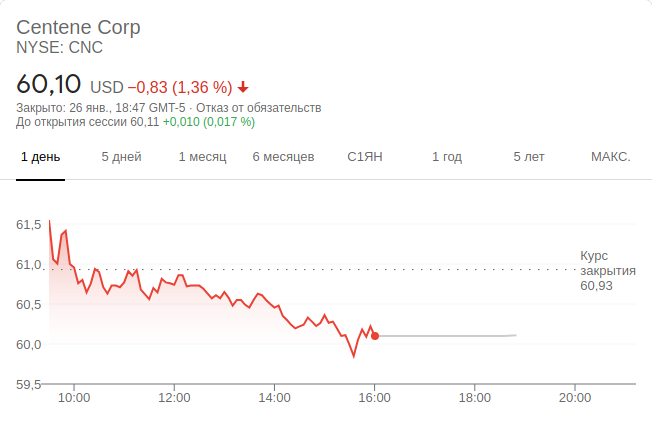 Centene Corp
NYSE: CNC
60,10 USD −0,83 (1,36 %)
Закрыто: 26 янв., 18:47 GMT-5 · Отказ от обязательств
До открытия сессии 60,11 +0,010 (0,017 %)
1 день 5 дней 1 месяц 6 месяцев С1ЯН 1 год 5 лет МАКС.
61,5
61,0
60,5
60,0
59,5
Курс
закрытия
60,93
10:00 12:00 14:00 16:00 18:00 20:00